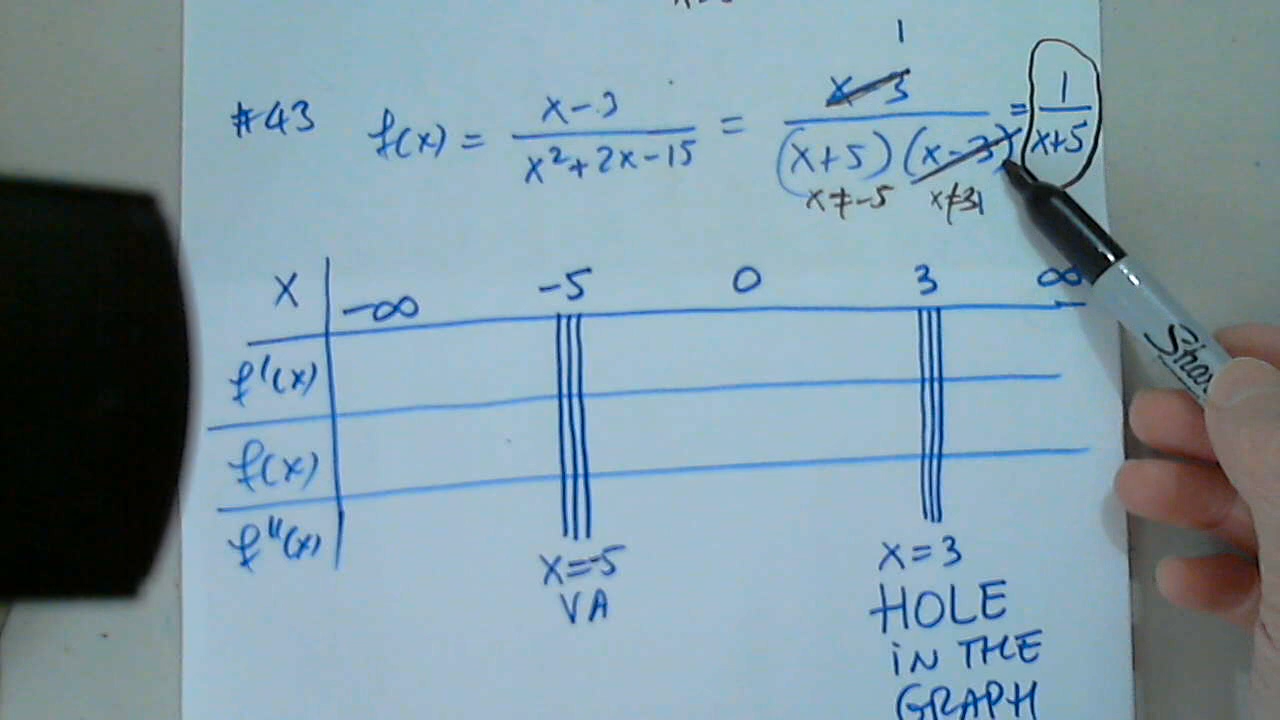 1
#43 f(x) = x-3 / x²+2x-15 = x-3 / (x+5)(x-3) = 1 / x+5
x≠-5 x≠3
x -∞ -5 0 3 ∞
f'(x)
f(x)
f"(x)
x=-5 x=3
VA HOLE
iN THE
GRAPH